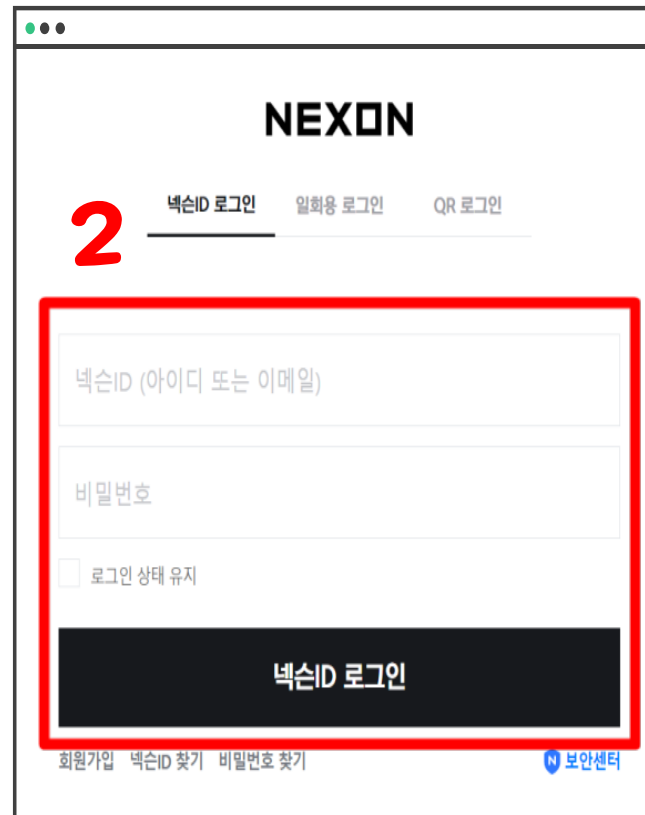 NEXON
넥슨ID 로그인 일회용 로그인 QR 로그인
2
넥슨ID (아이디 또는 이메일)
비밀번호
로그인 상태 유지
넥슨ID 로그인
회원가입 넥슨ID 찾기 비밀번호 찾기 N 보안센터